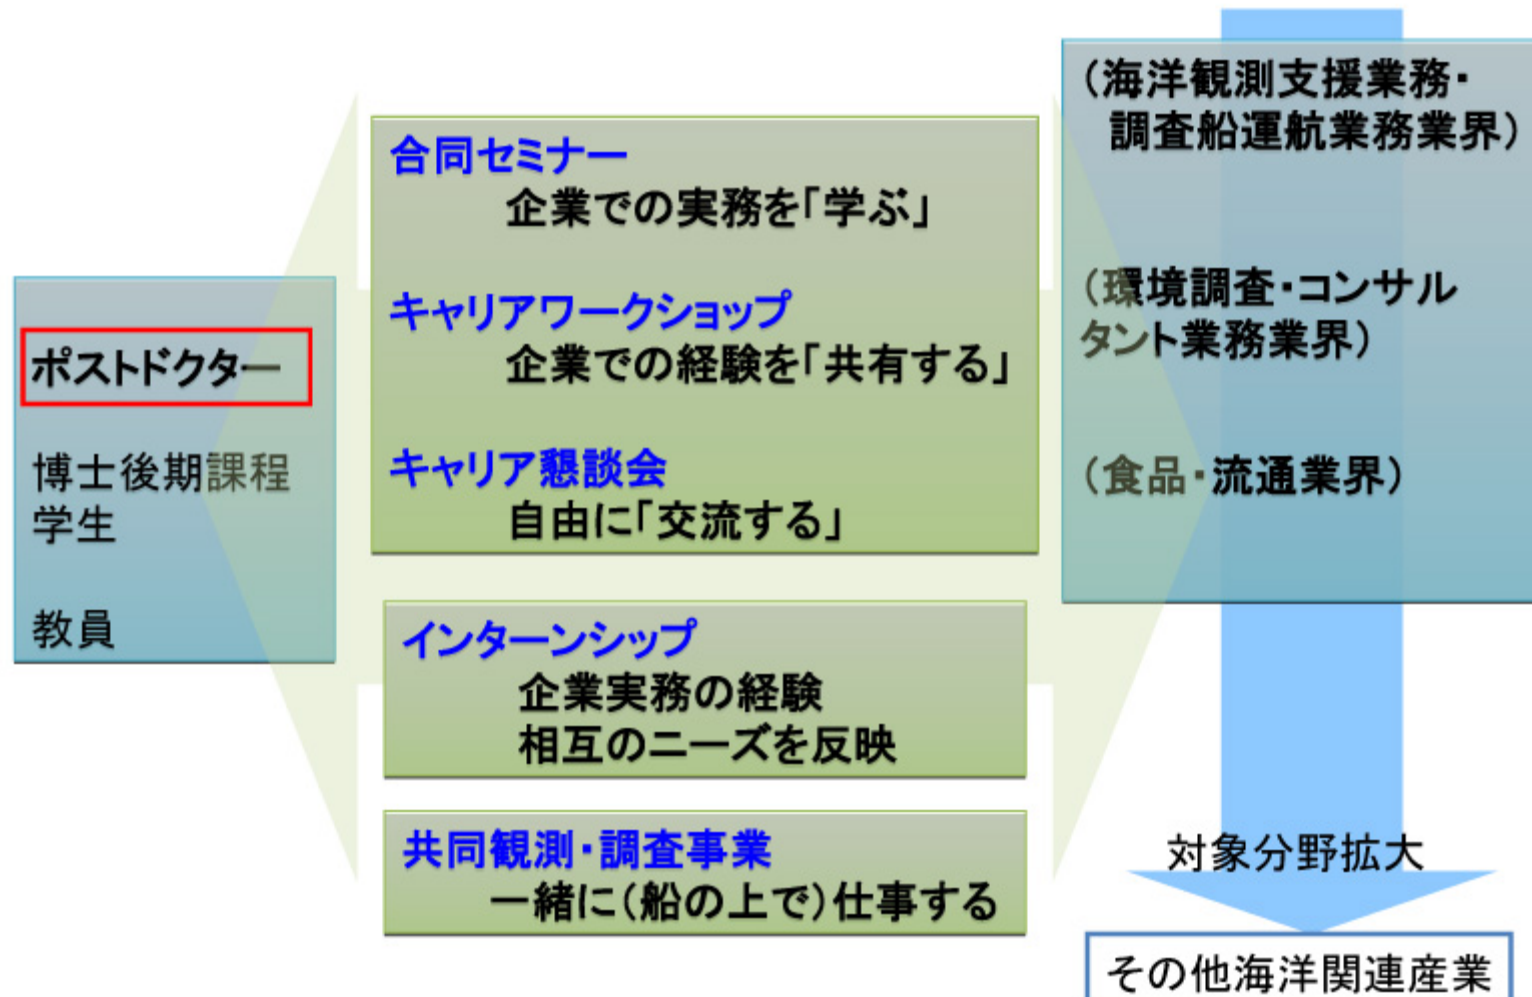 ポストドクター
博士後期課程
学生
教員
合同セミナー
企業での実務を「学ぶ」
キャリアワークショップ
企業での経験を「共有する」
キャリア懇談会
自由に「交流する」
インターンシップ
企業実務の経験
相互のニーズを反映
共同観測・調査事業
一緒に(船の上で)仕事する
(海洋観測支援業務・
調査船運航業務業界)
(環境調査・コンサル
タント業務業界)
(食品・流通業界)
対象分野拡大
その他海洋関連産業